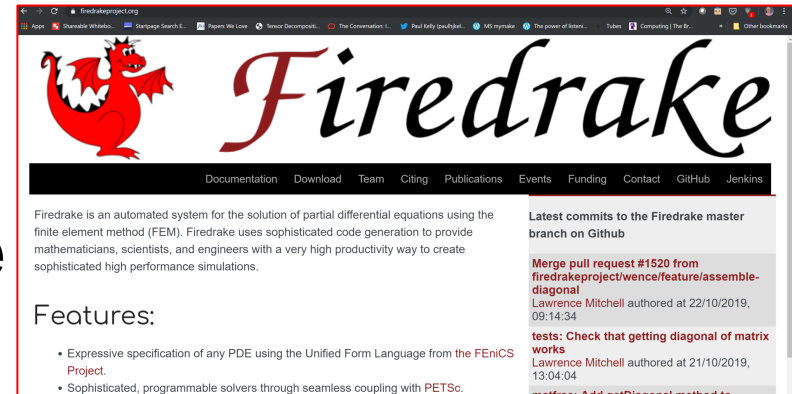 firedrakeproject.org
Apps Shareable Whitebo... Startpage Search E... Papers We Love Tensor Decompositi... The Conversation: I... Paul Kelly (paulhjkel... MS mymake The power of listeni... Tubes Computing | The Br... » Other bookmarks
Firedrake
Documentation Download Team Citing Publications Events Funding Contact GitHub Jenkins
Firedrake is an automated system for the solution of partial differential equations using the
finite element method (FEM). Firedrake uses sophisticated code generation to provide
mathematicians, scientists, and engineers with a very high productivity way to create
sophisticated high performance simulations.
Features:
• Expressive specification of any PDE using the Unified Form Language from the FEniCS
Project.
• Sophisticated, programmable solvers through seamless coupling with PETSc.
Latest commits to the Firedrake master
branch on Github
Merge pull request #1520 from
firedrakeproject/wence/feature/assemble-
diagonal
Lawrence Mitchell authored at 22/10/2019,
09:14:34
tests: Check that getting diagonal of matrix
works
Lawrence Mitchell authored at 21/10/2019,
13:04:04
matfree: Add getDiagonal method to
e